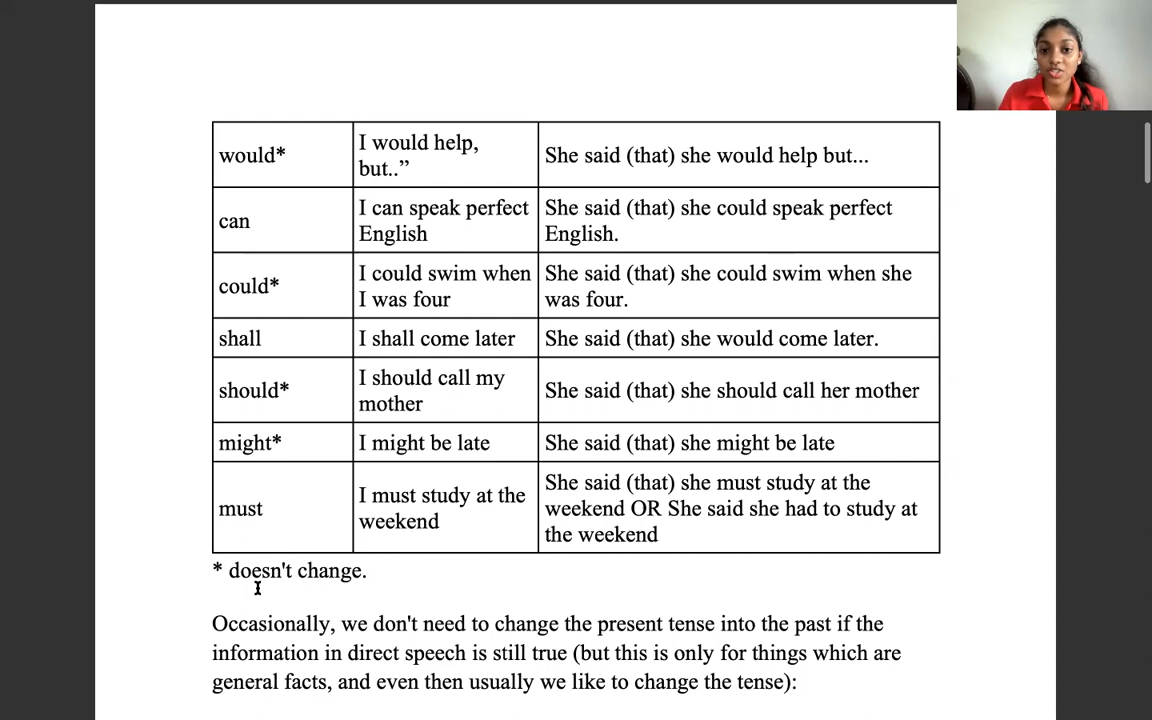 would*
I would help,
but..”
She said (that) she would help but...
can
I can speak perfect
English
She said (that) she could speak perfect
English.
could*
I could swim when
I was four
She said (that) she could swim when she
was four.
shall
I shall come later
She said (that) she would come later.
should*
I should call my
mother
She said (that) she should call her mother
might*
I might be late
She said (that) she might be late
must
I must study at the
weekend
She said (that) she must study at the
weekend OR She said she had to study at
the weekend
* doesn't change.
Occasionally, we don't need to change the present tense into the past if the
information in direct speech is still true (but this is only for things which are
general facts, and even then usually we like to change the tense):